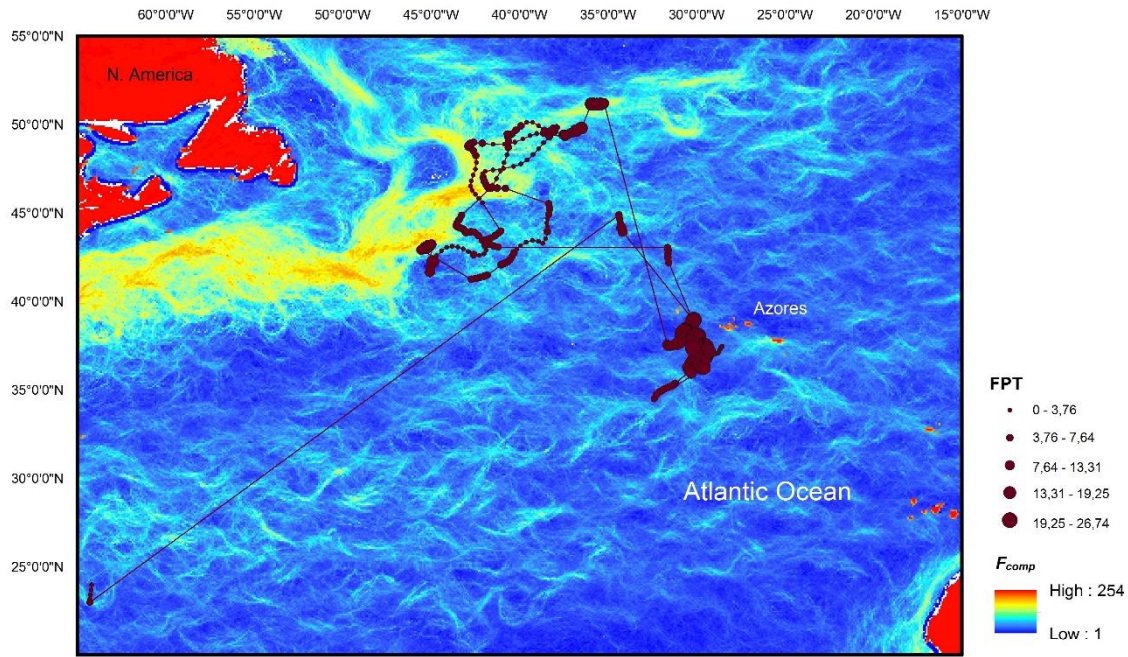 60°0'0"W 55°0'0"W 50°0'0"W 45°0'0"W 40°0'0"W 35°0'0"W 30°0'0"W 25°0'0"W 20°0'0"W 15°0'0"W
55°0'0"N
N. America
50°0'0"N
45°0'0"N
40°0'0"N
Azores
35°0'0"N
FPT
0 - 3,76
3,76 - 7,64
7,64 - 13,31
13,31 - 19,25
19,25 - 26,74
30°0'0"N
Atlantic Ocean
25°0'0"N
Fcomp
High : 254
Low : 1